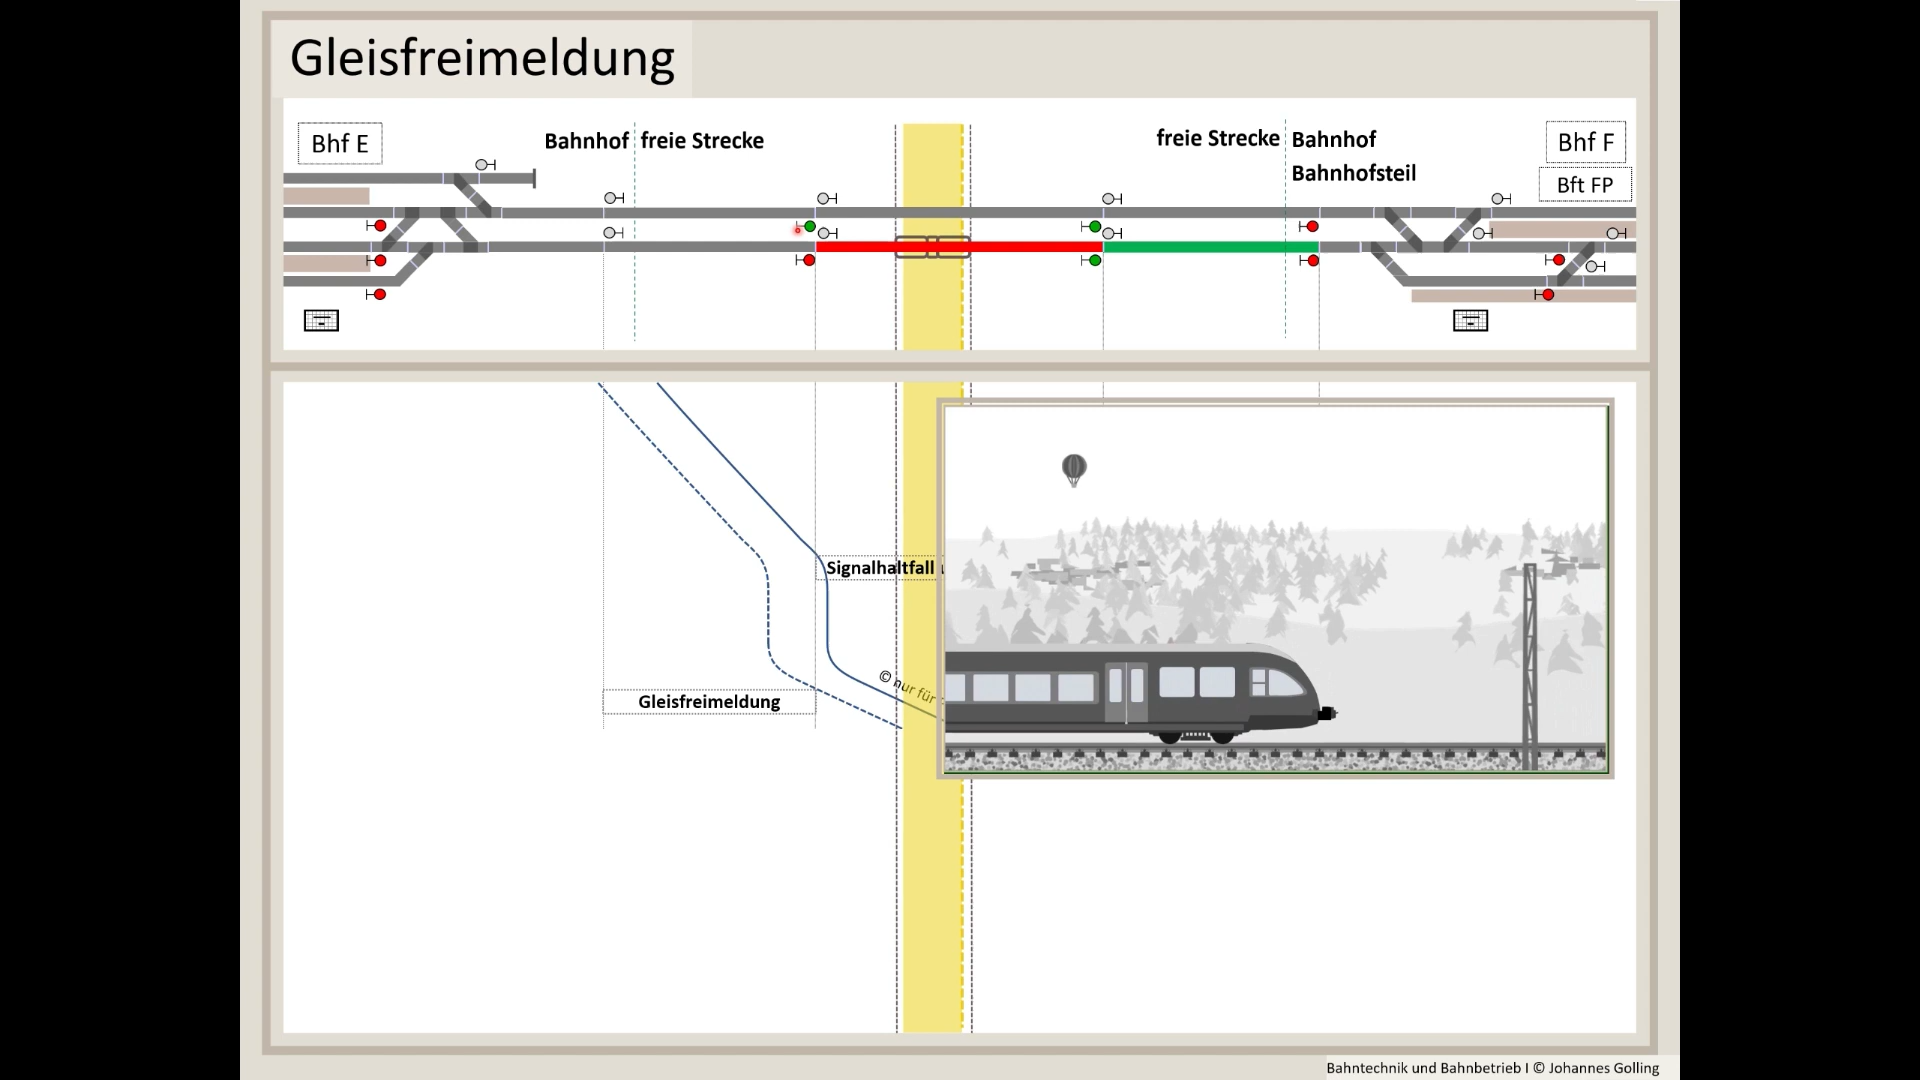 Gleisfreimeldung
Bhf E
Bahnhof
freie Strecke
freie Strecke
Bahnhof
Bahnhofsteil
Bhf F
Bft FP
Signalhaltfall
© nur für
Gleisfreimeldung
Bahntechnik und Bahnbetrieb I © Johannes Golling